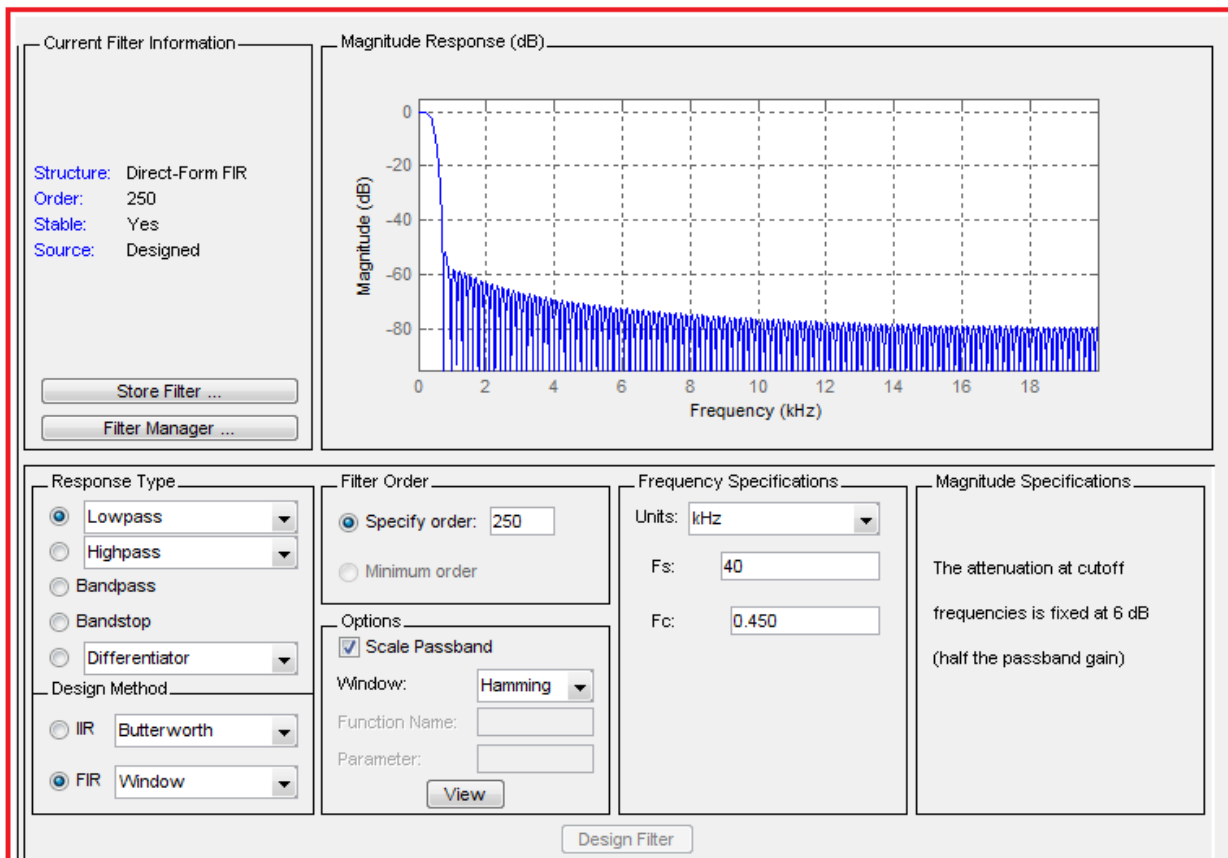 Current Filter Information
Structure: Direct-Form FIR
Order: 250
Stable: Yes
Source: Designed
Store Filter ...
Filter Manager ...
Magnitude Response (dB)
Magnitude (dB)
0
-20
-40
-60
-80
0 2 4 6 8 10 12 14 16 18
Frequency (kHz)
Response Type
Lowpass
Highpass
Bandpass
Bandstop
Differentiator
Design Method
IIR Butterworth
FIR Window
Filter Order
Specify order: 250
Minimum order
Options
Scale Passband
Window: Hamming
Function Name:
Parameter:
View
Frequency Specifications
Units: kHz
Fs: 40
Fc: 0.450
Magnitude Specifications
The attenuation at cutoff
frequencies is fixed at 6 dB
(half the passband gain)
Design Filter